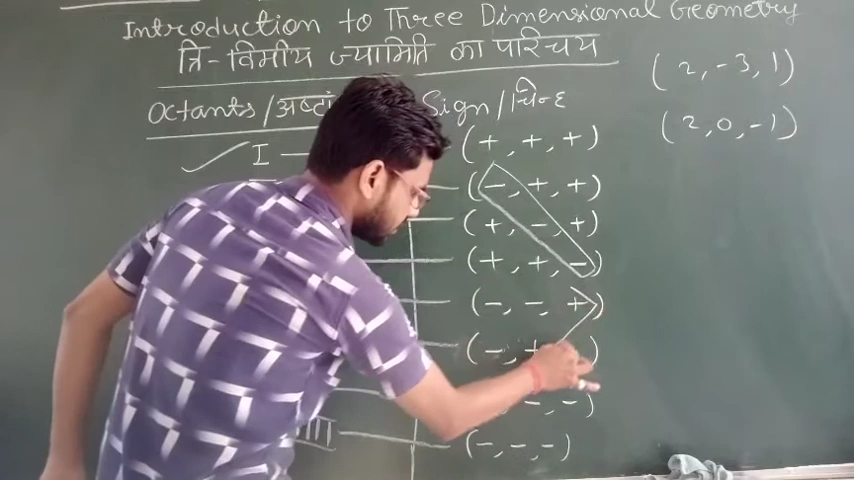 Introduction to Three Dimensional Geometry
त्रि-विमीय ज्यामिति का परिचय
(2, -3, 1)
Octants/अष्टां Sign/चिन्ह
(2, 0, -1)
I — (+, +, +)
(-, +, +)
(+, -, +)
(+, +, -)
(-, -, +)
(-, +
-, -)
(-, -, -)